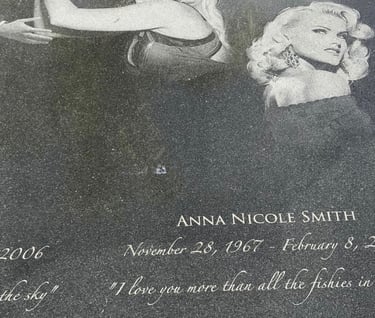 ANNA NICOLE SMITH
2006 November 28, 1967 - February 8, 2
the sky" "I love you more than all the fishies in